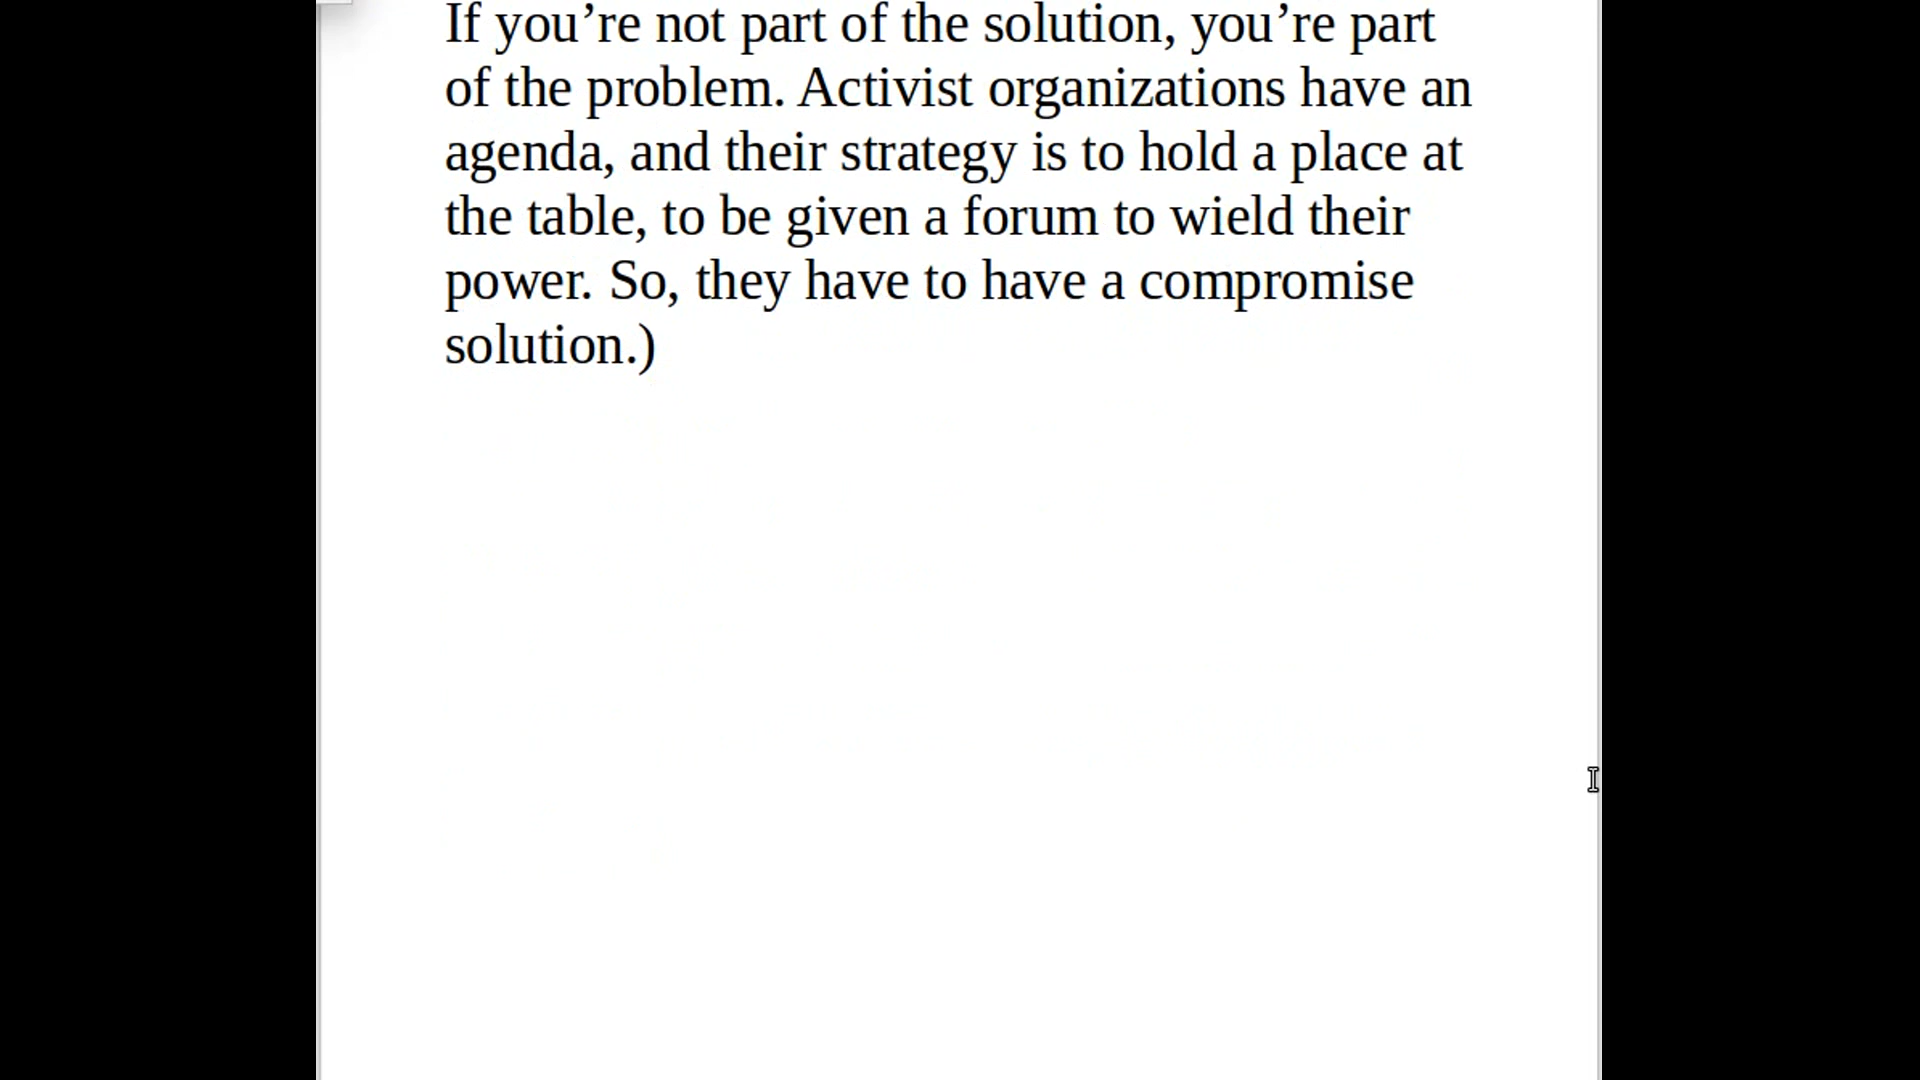 If you’re not part of the solution, you’re part
of the problem. Activist organizations have an
agenda, and their strategy is to hold a place at
the table, to be given a forum to wield their
power. So, they have to have a compromise
solution.)